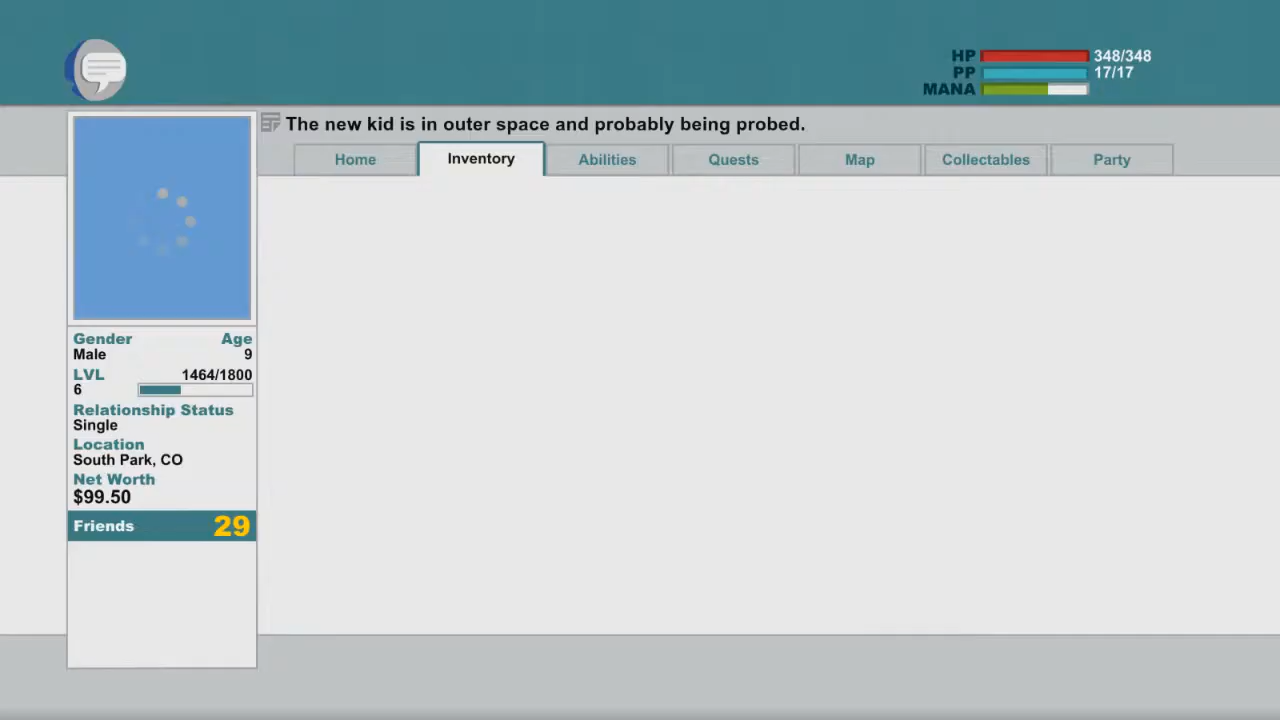 HP 348/348
PP 17/17
MANA
The new kid is in outer space and probably being probed.
Home Inventory Abilities Quests Map Collectables Party
Gender Age
Male 9
LVL 1464/1800
6
Relationship Status
Single
Location
South Park, CO
Net Worth
$99.50
Friends 29